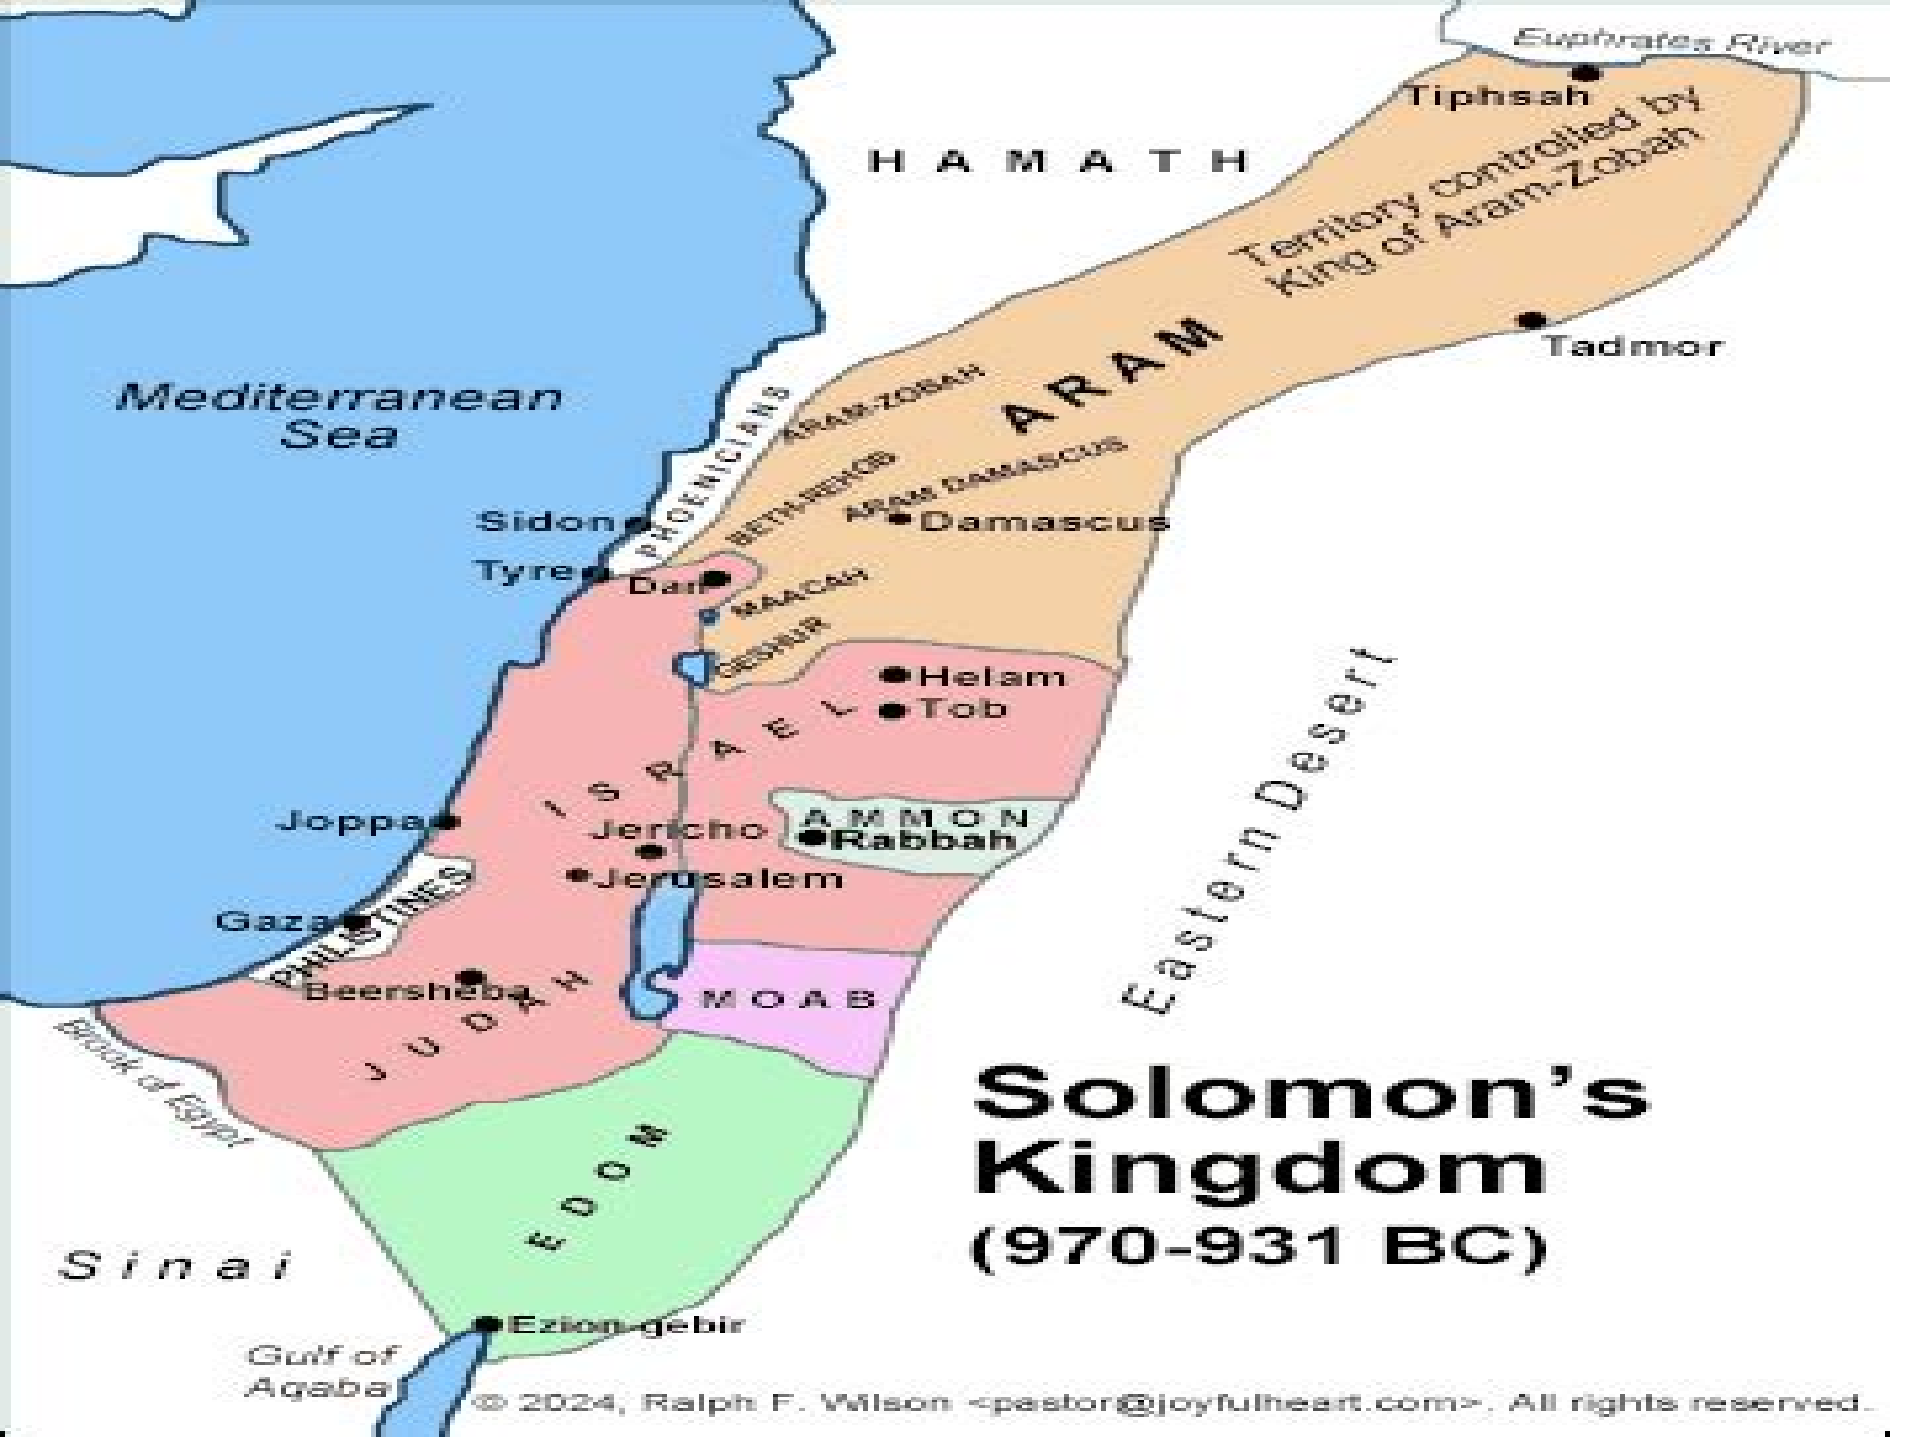 Euphrates River
Tiphsah
HAMATH
Territory controlled by
King of Aram-Zobah
Tadmor
ARAM
Mediterranean
Sea
PHOENICIANS
ARAM-ZOBAH
BETH-REHOB
ARAM DAMASCUS
Damascus
Sidon
Tyre
Dan
MAACAH
GESHUR
Helam
Tob
ISRAEL
Eastern Desert
AMMON
Rabbah
Joppa
Jericho
Jerusalem
Gaza
PHILISTINES
Beersheba
JUDAH
MOAB
Brook of Egypt
EDOM
Solomon’s
Kingdom
(970-931 BC)
Sinai
Ezion-gebir
Gulf of
Aqaba
© 2024, Ralph F. Wilson <pastor@joyfulheart.com>. All rights reserved.